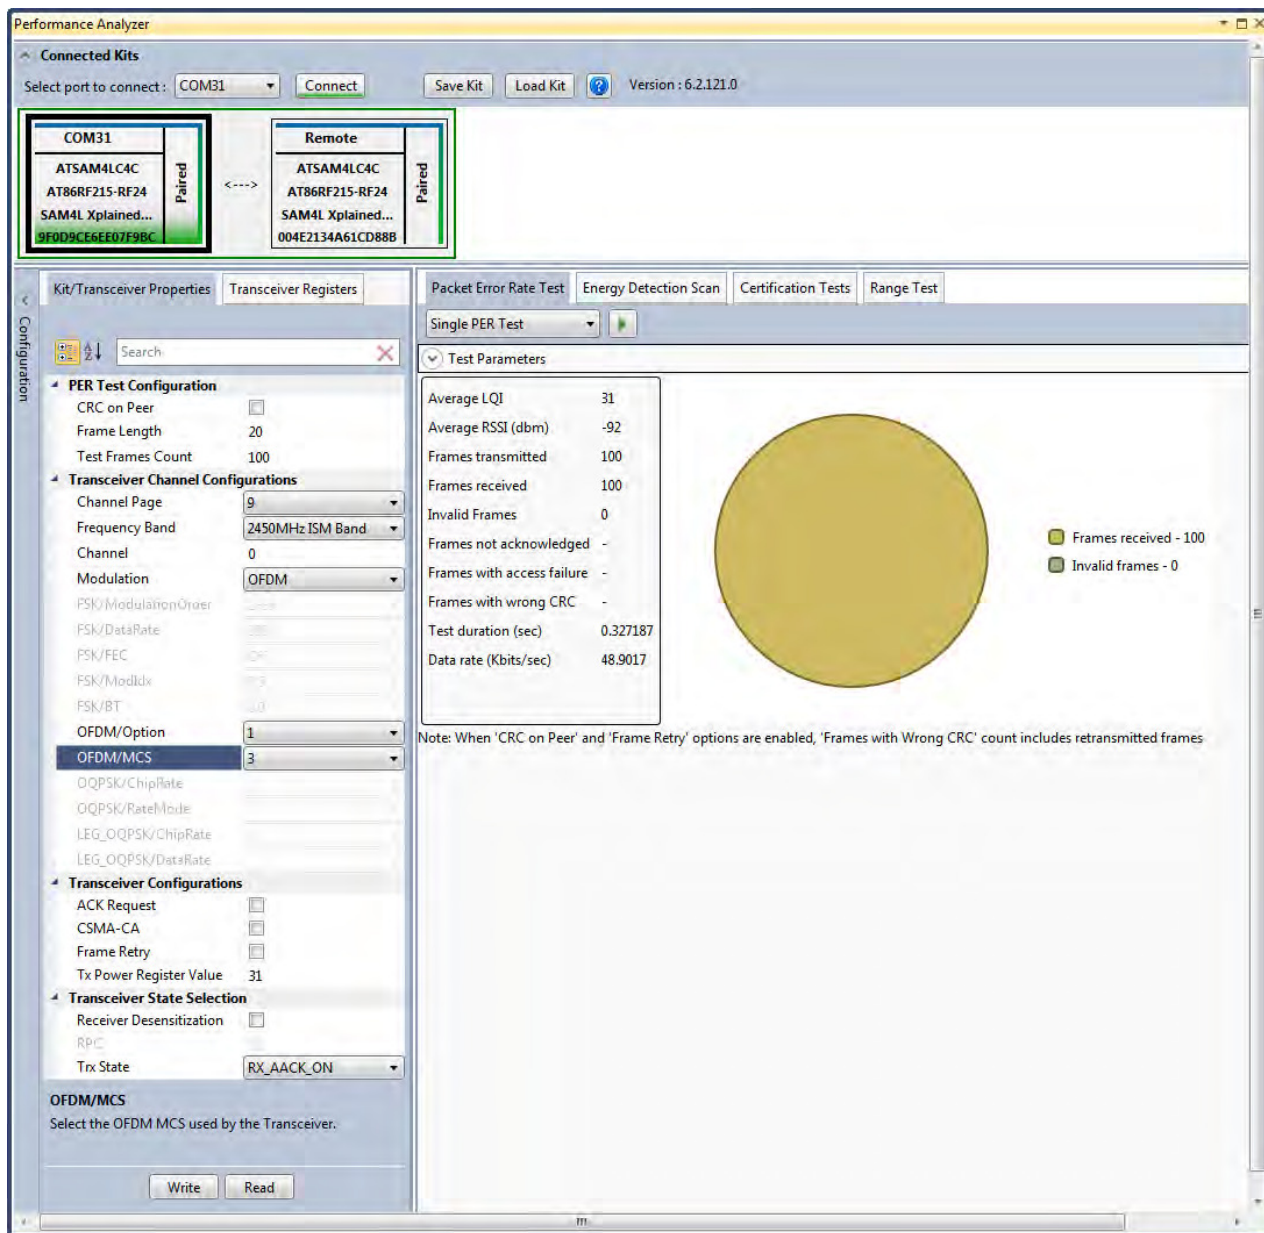 Performance Analyzer
Connected Kits
Select port to connect : COM31 Connect Save Kit Load Kit ? Version : 6.2.121.0
COM31
ATSAM4LC4C
AT86RF215-RF24
SAM4L Xplained...
9F0D9CE6EE07F9BC
Paired
<--->
Remote
ATSAM4LC4C
AT86RF215-RF24
SAM4L Xplained...
004E2134A61CD88B
Paired
Configuration
Kit/Transceiver Properties Transceiver Registers
Search
PER Test Configuration
CRC on Peer
Frame Length 20
Test Frames Count 100
Transceiver Channel Configurations
Channel Page 9
Frequency Band 2450MHz ISM Band
Channel 0
Modulation OFDM
FSK/ModulationOrder
FSK/DataRate
FSK/FEC
FSK/ModIdx
FSK/BT
OFDM/Option 1
OFDM/MCS 3
OQPSK/ChipRate
OQPSK/RateMode
LEG_OQPSK/ChipRate
LEG_OQPSK/DataRate
Transceiver Configurations
ACK Request
CSMA-CA
Frame Retry
Tx Power Register Value 31
Transceiver State Selection
Receiver Desensitization
RPC
Trx State RX_AACK_ON
OFDM/MCS
Select the OFDM MCS used by the Transceiver.
Write Read
Packet Error Rate Test Energy Detection Scan Certification Tests Range Test
Single PER Test
Test Parameters
Average LQI 31
Average RSSI (dbm) -92
Frames transmitted 100
Frames received 100
Invalid Frames 0
Frames not acknowledged -
Frames with access failure -
Frames with wrong CRC -
Test duration (sec) 0.327187
Data rate (Kbits/sec) 48.9017
Frames received - 100
Invalid frames - 0
Note: When 'CRC on Peer' and 'Frame Retry' options are enabled, 'Frames with Wrong CRC' count includes retransmitted frames